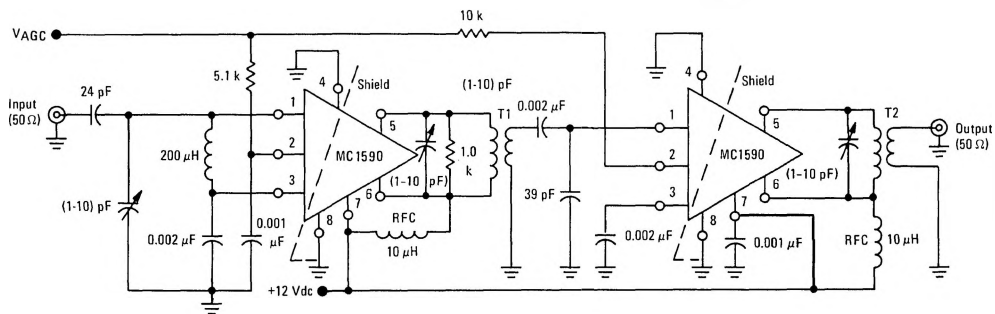 10 k
VAGC
5.1 k
4
Shield
(1-10) pF
4
Shield
24 pF
Input
(50 Ω)
1
5
T1
0.002 μF
1
5
T2
Output
(50 Ω)
200 μH
2
MC1590
1.0
k
2
MC1590
(1-10 pF)
3
6
(1-10 pF)
39 pF
3
6
7
8
(1-10) pF
0.002 μF
0.001
μF
8
7
RFC
10 μH
0.002 μF
0.001 μF
RFC
10 μH
+12 Vdc